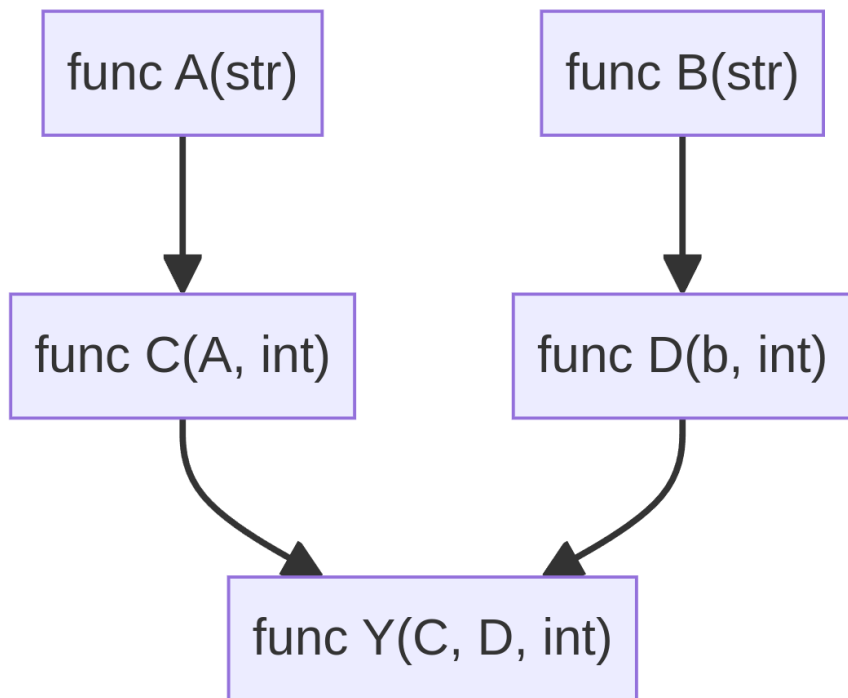 func A(str)
func B(str)
func C(A, int)
func D(b, int)
func Y(C, D, int)